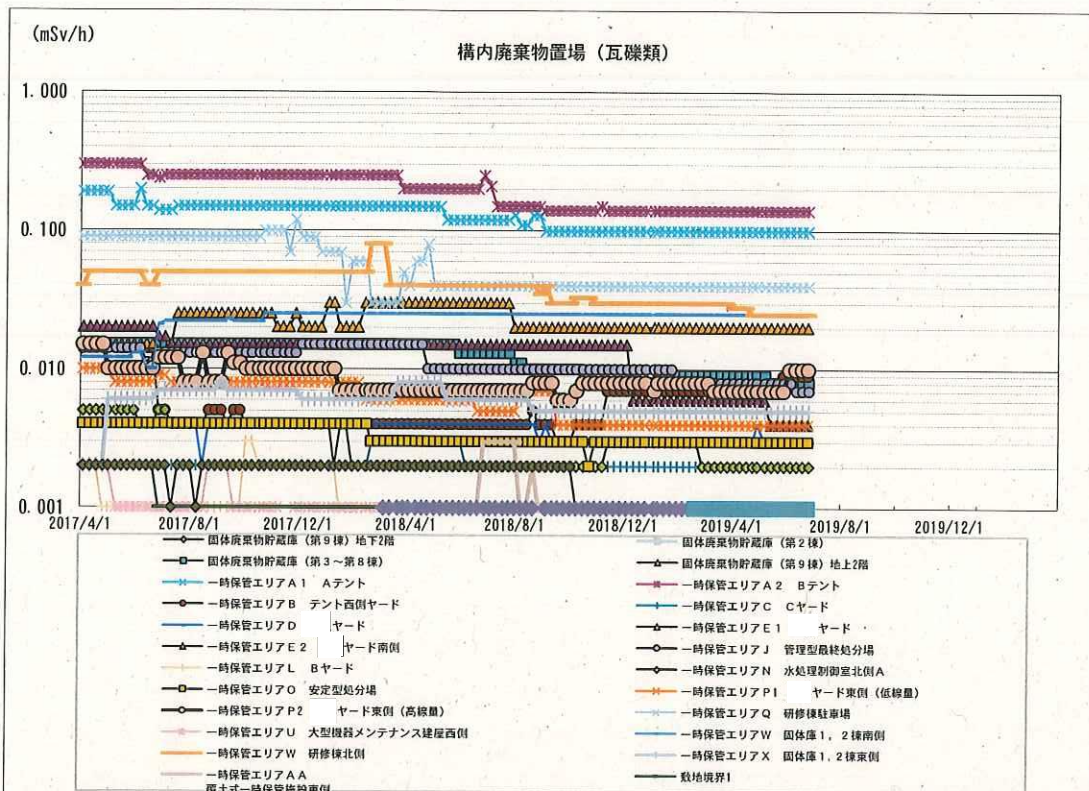 (mSv/h)
構内廃棄物置場 (瓦礫類)
1.000
0.100
0.010
0.001
2017/4/1 2017/8/1 2017/12/1 2018/4/1 2018/8/1 2018/12/1 2019/4/1 2019/8/1 2019/12/1
固体廃棄物貯蔵庫 (第9棟) 地下2階 固体廃棄物貯蔵庫 (第2棟)
固体廃棄物貯蔵庫 (第3~第8棟) 固体廃棄物貯蔵庫 (第9棟) 地上2階
一時保管エリアA1 Aテント 一時保管エリアA2 Bテント
一時保管エリアB テント西側ヤード 一時保管エリアC Cヤード
一時保管エリアD ヤード 一時保管エリアE1 ヤード
一時保管エリアE2 ヤード南側 一時保管エリアJ 管理型最終処分場
一時保管エリアL Bヤード 一時保管エリアN 水処理制御室北側A
一時保管エリアO 安定型処分場 一時保管エリアP1 ヤード東側 (低線量)
一時保管エリアP2 ヤード東側 (高線量) 一時保管エリアQ 研修棟駐車場
一時保管エリアU 大型機器メンテナンス建屋西側 一時保管エリアW 固体庫1,2棟南側
一時保管エリアW 研修棟北側 一時保管エリアX 固体庫1,2棟東側
一時保管エリアAA 敷地境界1
覆土式一時保管施設東側